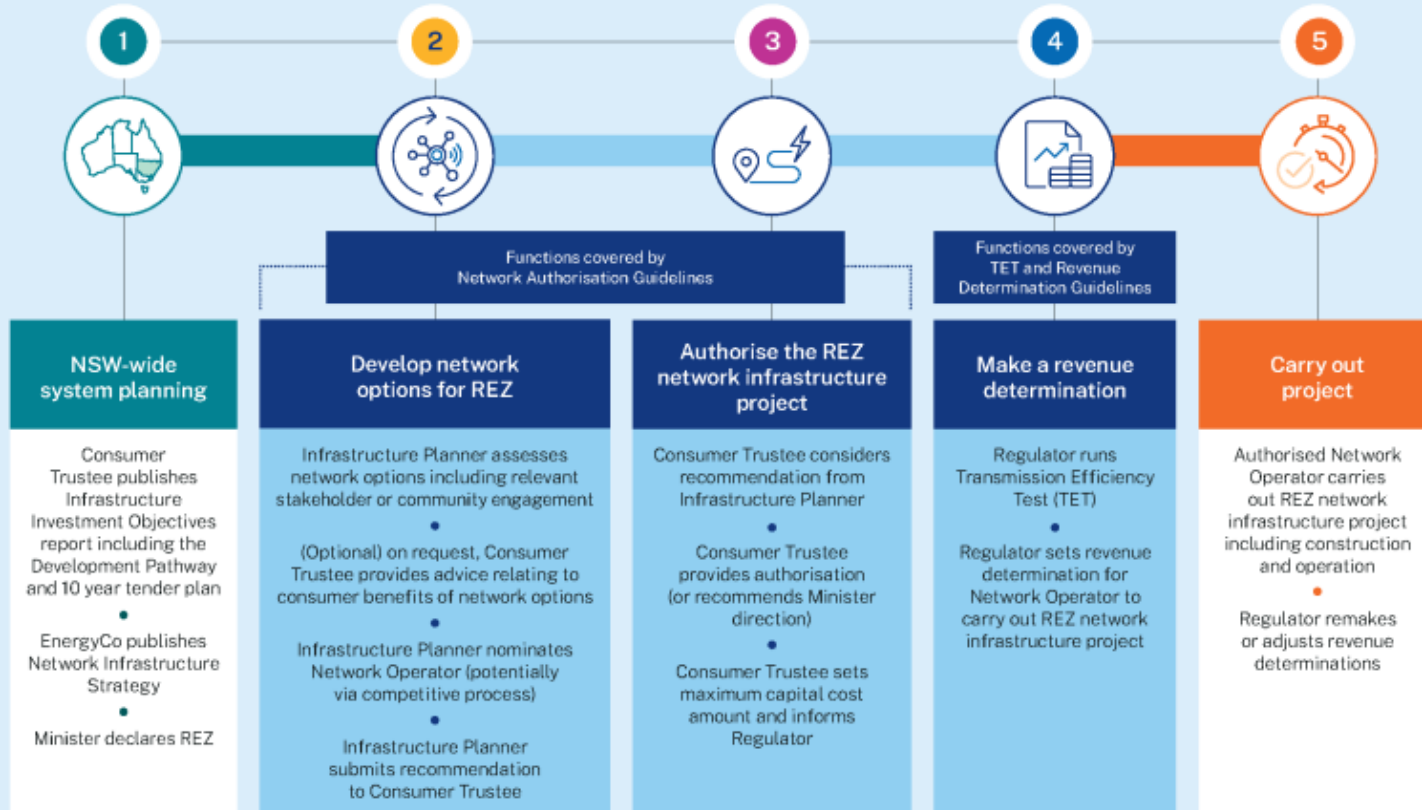 1
2
3
4
5
Functions covered by
Network Authorisation Guidelines
Functions covered by
TET and Revenue
Determination Guidelines
NSW-wide
system planning
Consumer
Trustee publishes
Infrastructure
Investment Objectives
report including the
Development Pathway
and 10 year tender plan
EnergyCo publishes
Network Infrastructure
Strategy
Minister declares REZ
Develop network
options for REZ
Infrastructure Planner assesses
network options including relevant
stakeholder or community engagement
(Optional) on request, Consumer
Trustee provides advice relating to
consumer benefits of network options
Infrastructure Planner nominates
Network Operator (potentially
via competitive process)
Infrastructure Planner
submits recommendation
to Consumer Trustee
Authorise the REZ
network infrastructure
project
Consumer Trustee considers
recommendation from
Infrastructure Planner
Consumer Trustee
provides authorisation
(or recommends Minister
direction)
Consumer Trustee sets
maximum capital cost
amount and informs
Regulator
Make a revenue
determination
Regulator runs
Transmission Efficiency
Test (TET)
Regulator sets revenue
determination for
Network Operator to
carry out REZ network
infrastructure project
Carry out
project
Authorised Network
Operator carries
out REZ network
infrastructure project
including construction
and operation
Regulator remakes
or adjusts revenue
determinations